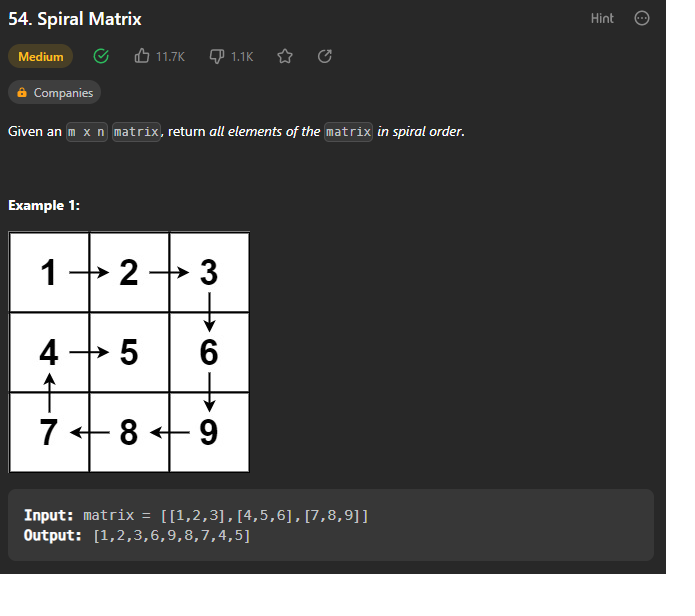 54. Spiral Matrix
Hint
Medium 11.7K 1.1K
Companies
Given an m x n matrix, return all elements of the matrix in spiral order.
Example 1:
1 2 3
4 5 6
7 8 9
Input: matrix = [[1,2,3],[4,5,6],[7,8,9]]
Output: [1,2,3,6,9,8,7,4,5]